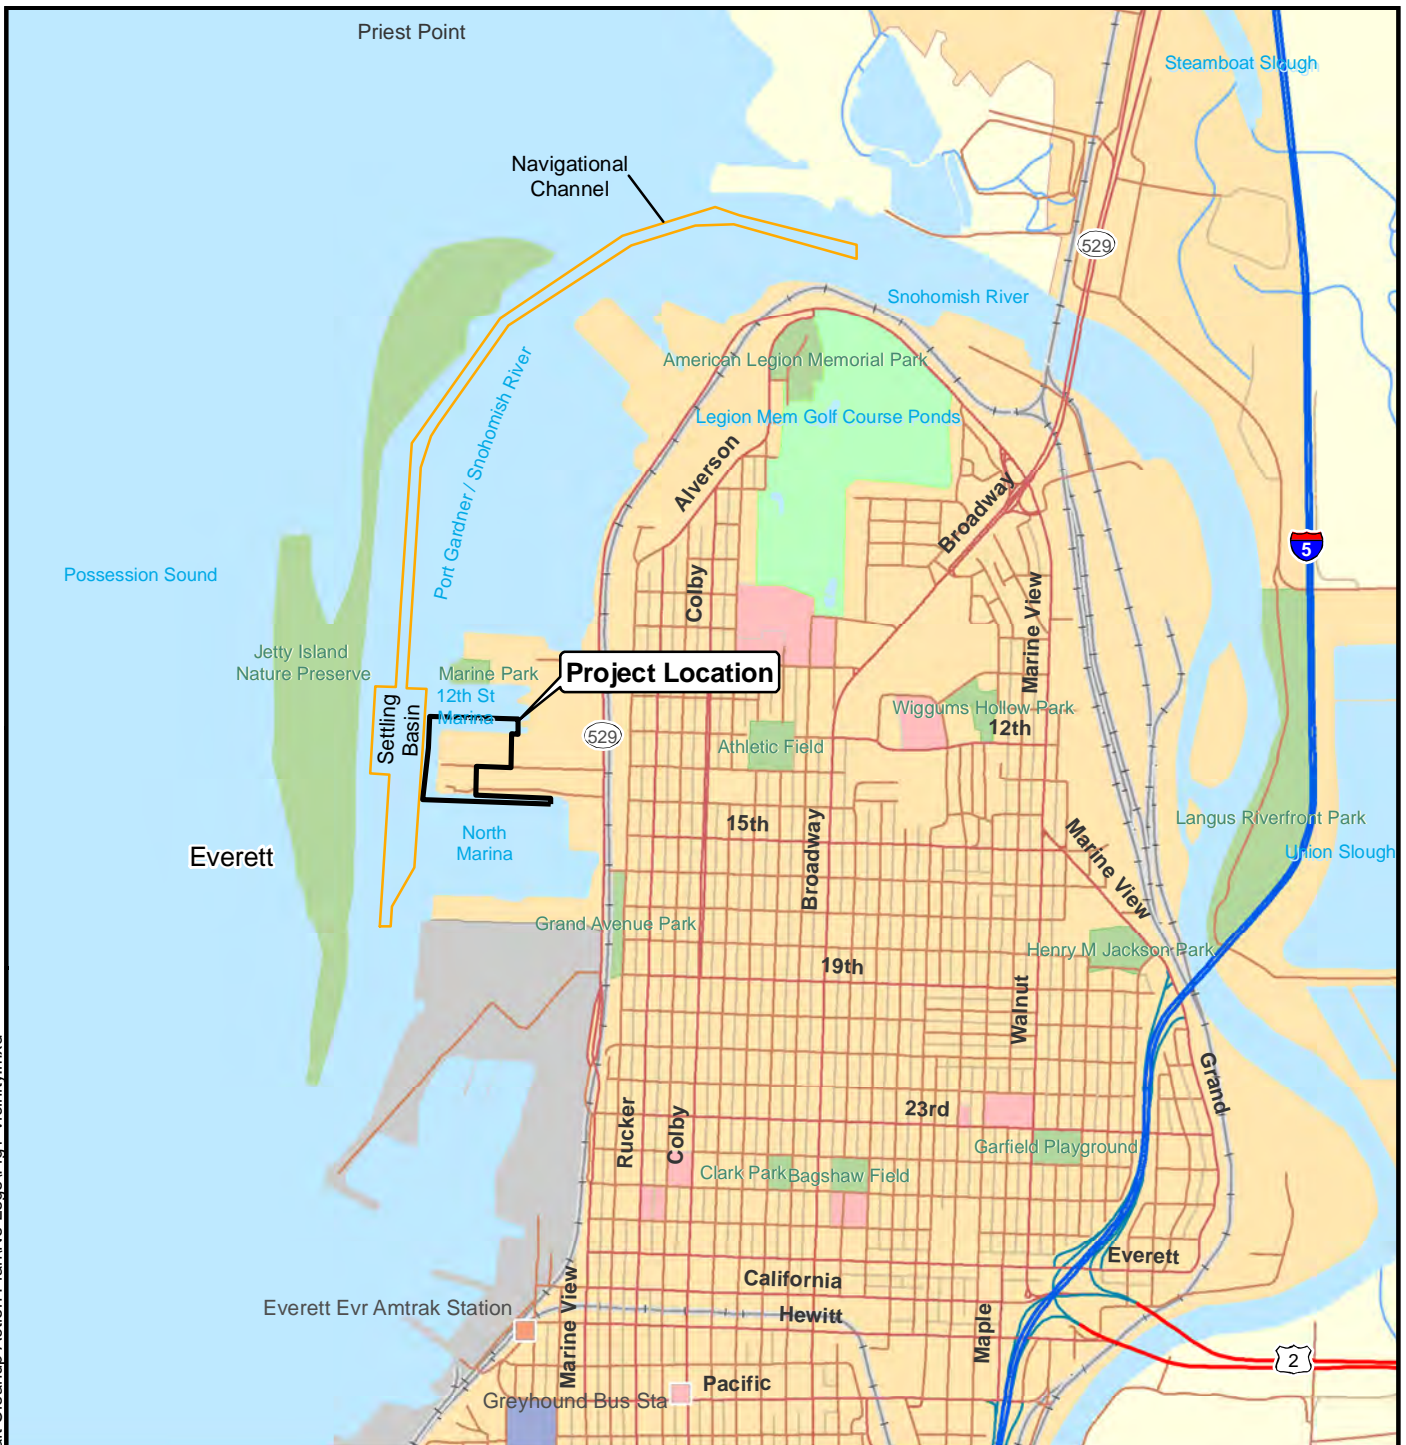 Priest Point
Steamboat Slough
Navigational
Channel
529
Snohomish River
American Legion Memorial Park
Legion Mem Golf Course Ponds
Alverson
Broadway
Port Gardner / Snohomish River
5
Possession Sound
Colby
Marine View
Jetty Island
Nature Preserve
Marine Park
Project Location
12th St
Marina
Settling
Basin
Wiggums Hollow Park
12th
529
Athletic Field
15th
Broadway
Langus Riverfront Park
North
Marina
Marine View
Union Slough
Everett
Grand Avenue Park
Henry M Jackson Park
19th
Walnut
Grand
23rd
Rucker
Colby
Garfield Playground
Clark Park
Bagshaw Field
Everett
California
Everett Evr Amtrak Station
Hewitt
Marine View
Maple
2
Pacific
Greyhound Bus Sta